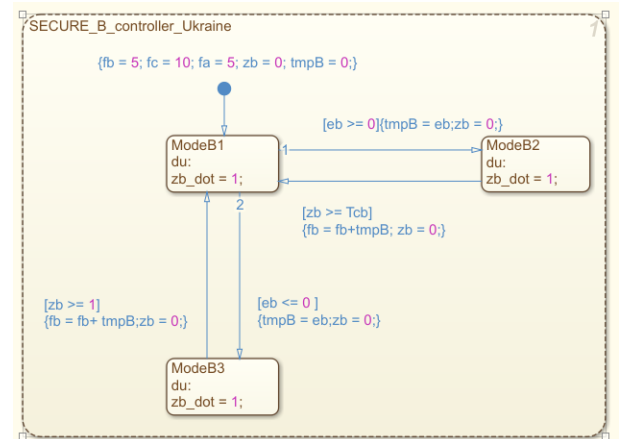 SECURE_B_controller_Ukraine
1
{fb = 5; fc = 10; fa = 5; zb = 0; tmpB = 0;}
[eb >= 0]{tmpB = eb;zb = 0;}
ModeB1
du:
zb_dot = 1;
1
ModeB2
du:
zb_dot = 1;
2
[zb >= Tcb]
{fb = fb+tmpB; zb = 0;}
[zb >= 1]
{fb = fb+ tmpB;zb = 0;}
[eb <= 0 ]
{tmpB = eb;zb = 0;}
ModeB3
du:
zb_dot = 1;